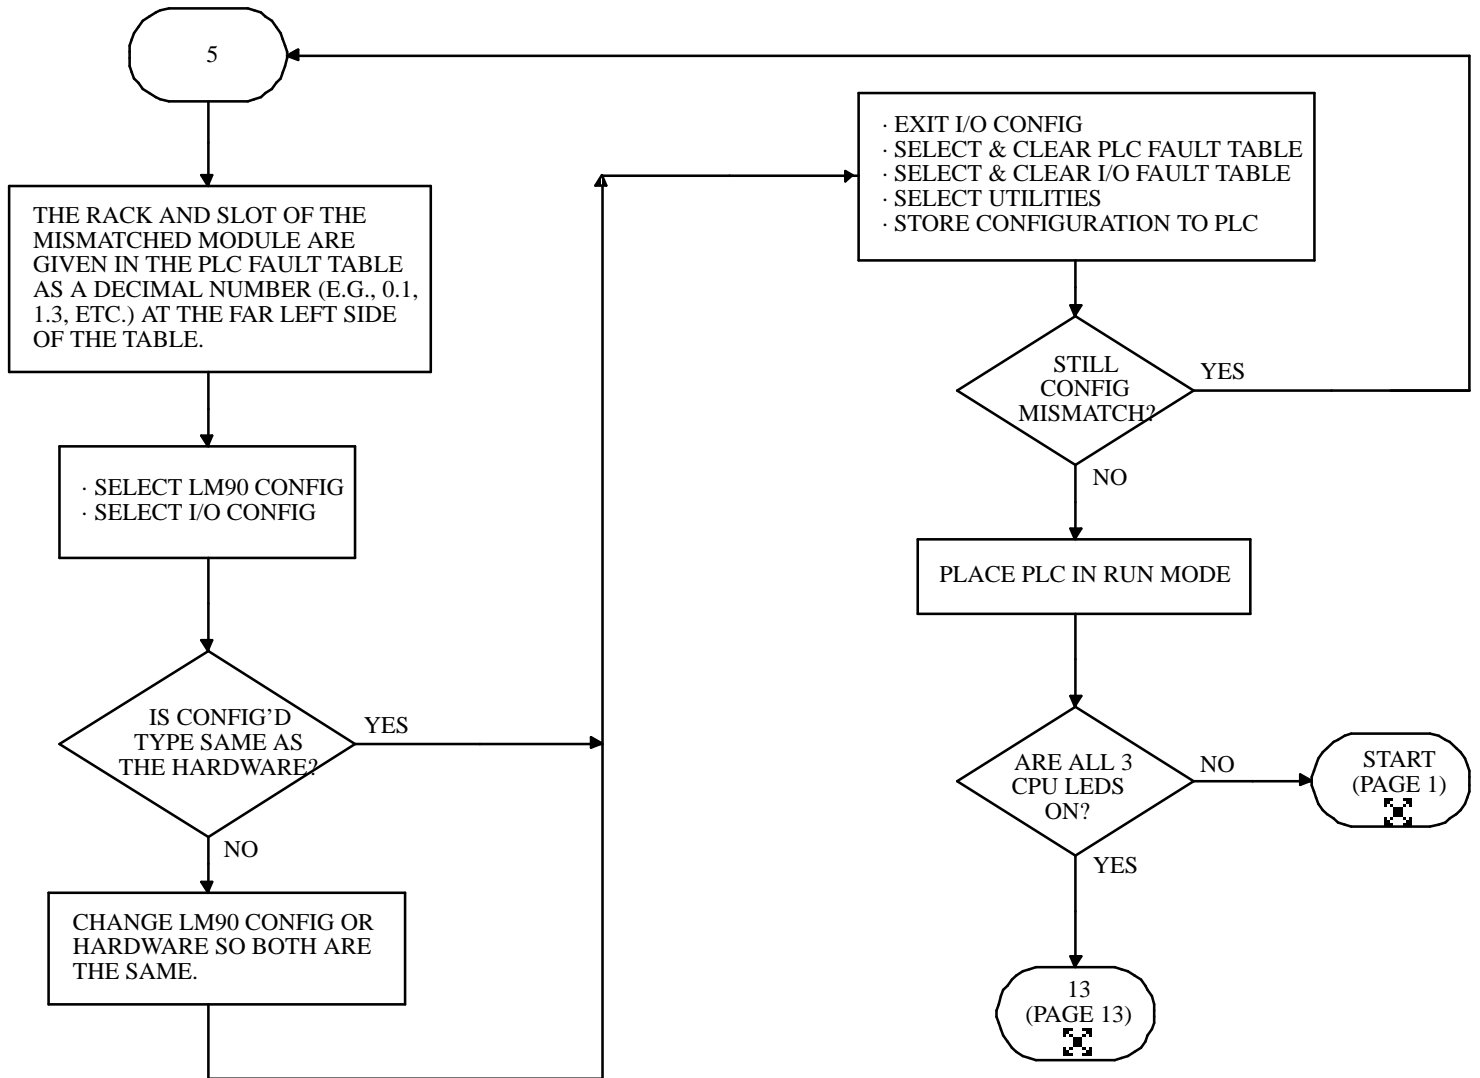 5
THE RACK AND SLOT OF THE
MISMATCHED MODULE ARE
GIVEN IN THE PLC FAULT TABLE
AS A DECIMAL NUMBER (E.G., 0.1,
1.3, ETC.) AT THE FAR LEFT SIDE
OF THE TABLE.
· SELECT LM90 CONFIG
· SELECT I/O CONFIG
IS CONFIG’D
TYPE SAME AS
THE HARDWARE?
YES
NO
CHANGE LM90 CONFIG OR
HARDWARE SO BOTH ARE
THE SAME.
· EXIT I/O CONFIG
· SELECT & CLEAR PLC FAULT TABLE
· SELECT & CLEAR I/O FAULT TABLE
· SELECT UTILITIES
· STORE CONFIGURATION TO PLC
STILL
CONFIG
MISMATCH?
YES
NO
PLACE PLC IN RUN MODE
ARE ALL 3
CPU LEDS
ON?
NO
START
(PAGE 1)
YES
13
(PAGE 13)